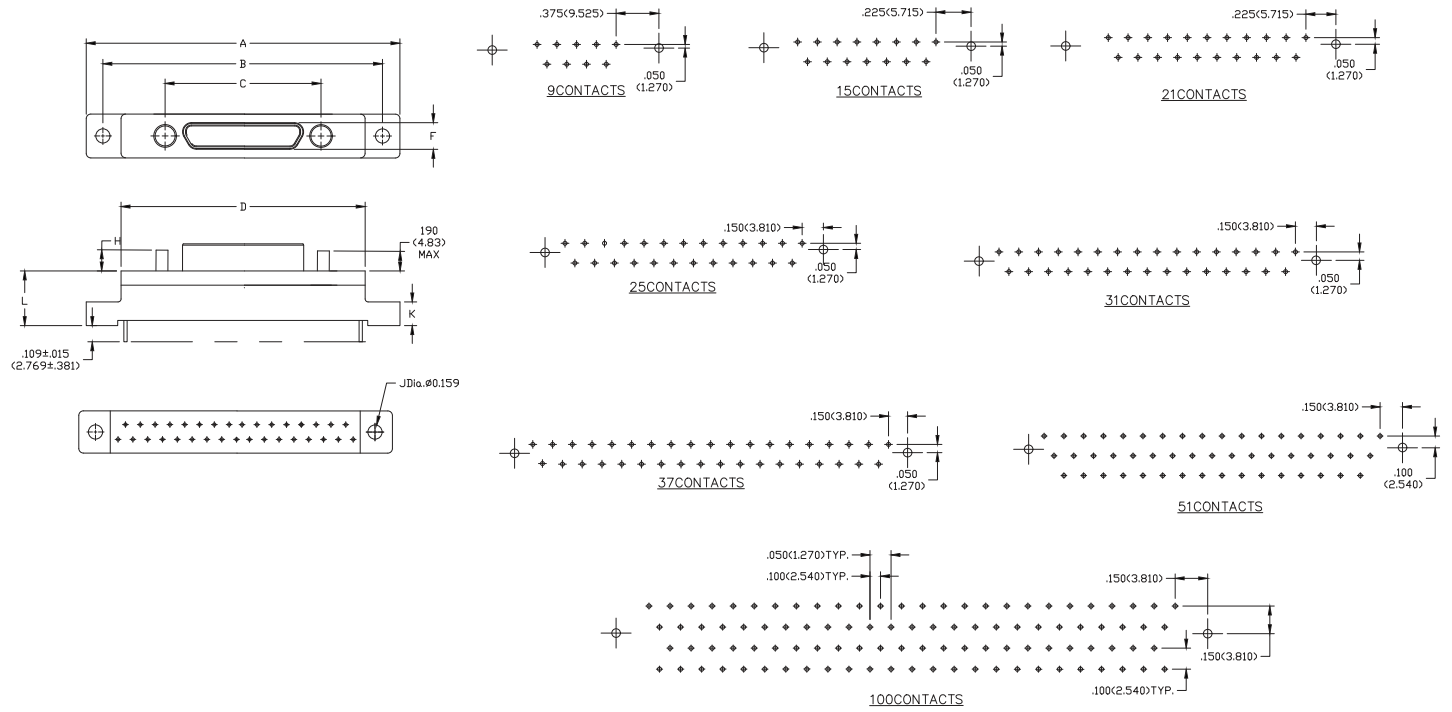 A
B
C
F
D
H
190
(4.83)
MAX
L
K
.109±.015
(2.769±.381)
JDia.Ø0.159
.375(9.525)
.050
(1.270)
9CONTACTS
.225(5.715)
.050
(1.270)
15CONTACTS
.225(5.715)
.050
(1.270)
21CONTACTS
.150(3.810)
.050
(1.270)
25CONTACTS
.150(3.810)
.050
(1.270)
31CONTACTS
.150(3.810)
.050
(1.270)
37CONTACTS
.150(3.810)
.100
(2.540)
51CONTACTS
.050(1.270)TYP.
.100(2.540)TYP.
.150(3.810)
.150(3.810)
.100(2.540)TYP.
100CONTACTS